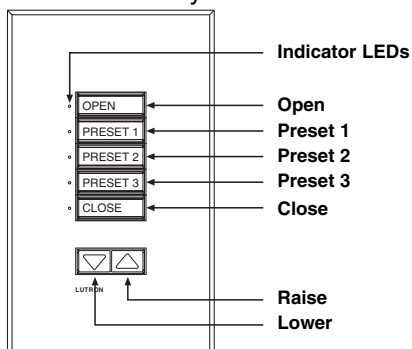 Indicator LEDs
OPEN Open
PRESET 1 Preset 1
PRESET 2 Preset 2
PRESET 3 Preset 3
CLOSE Close
LUTRON
Raise
Lower